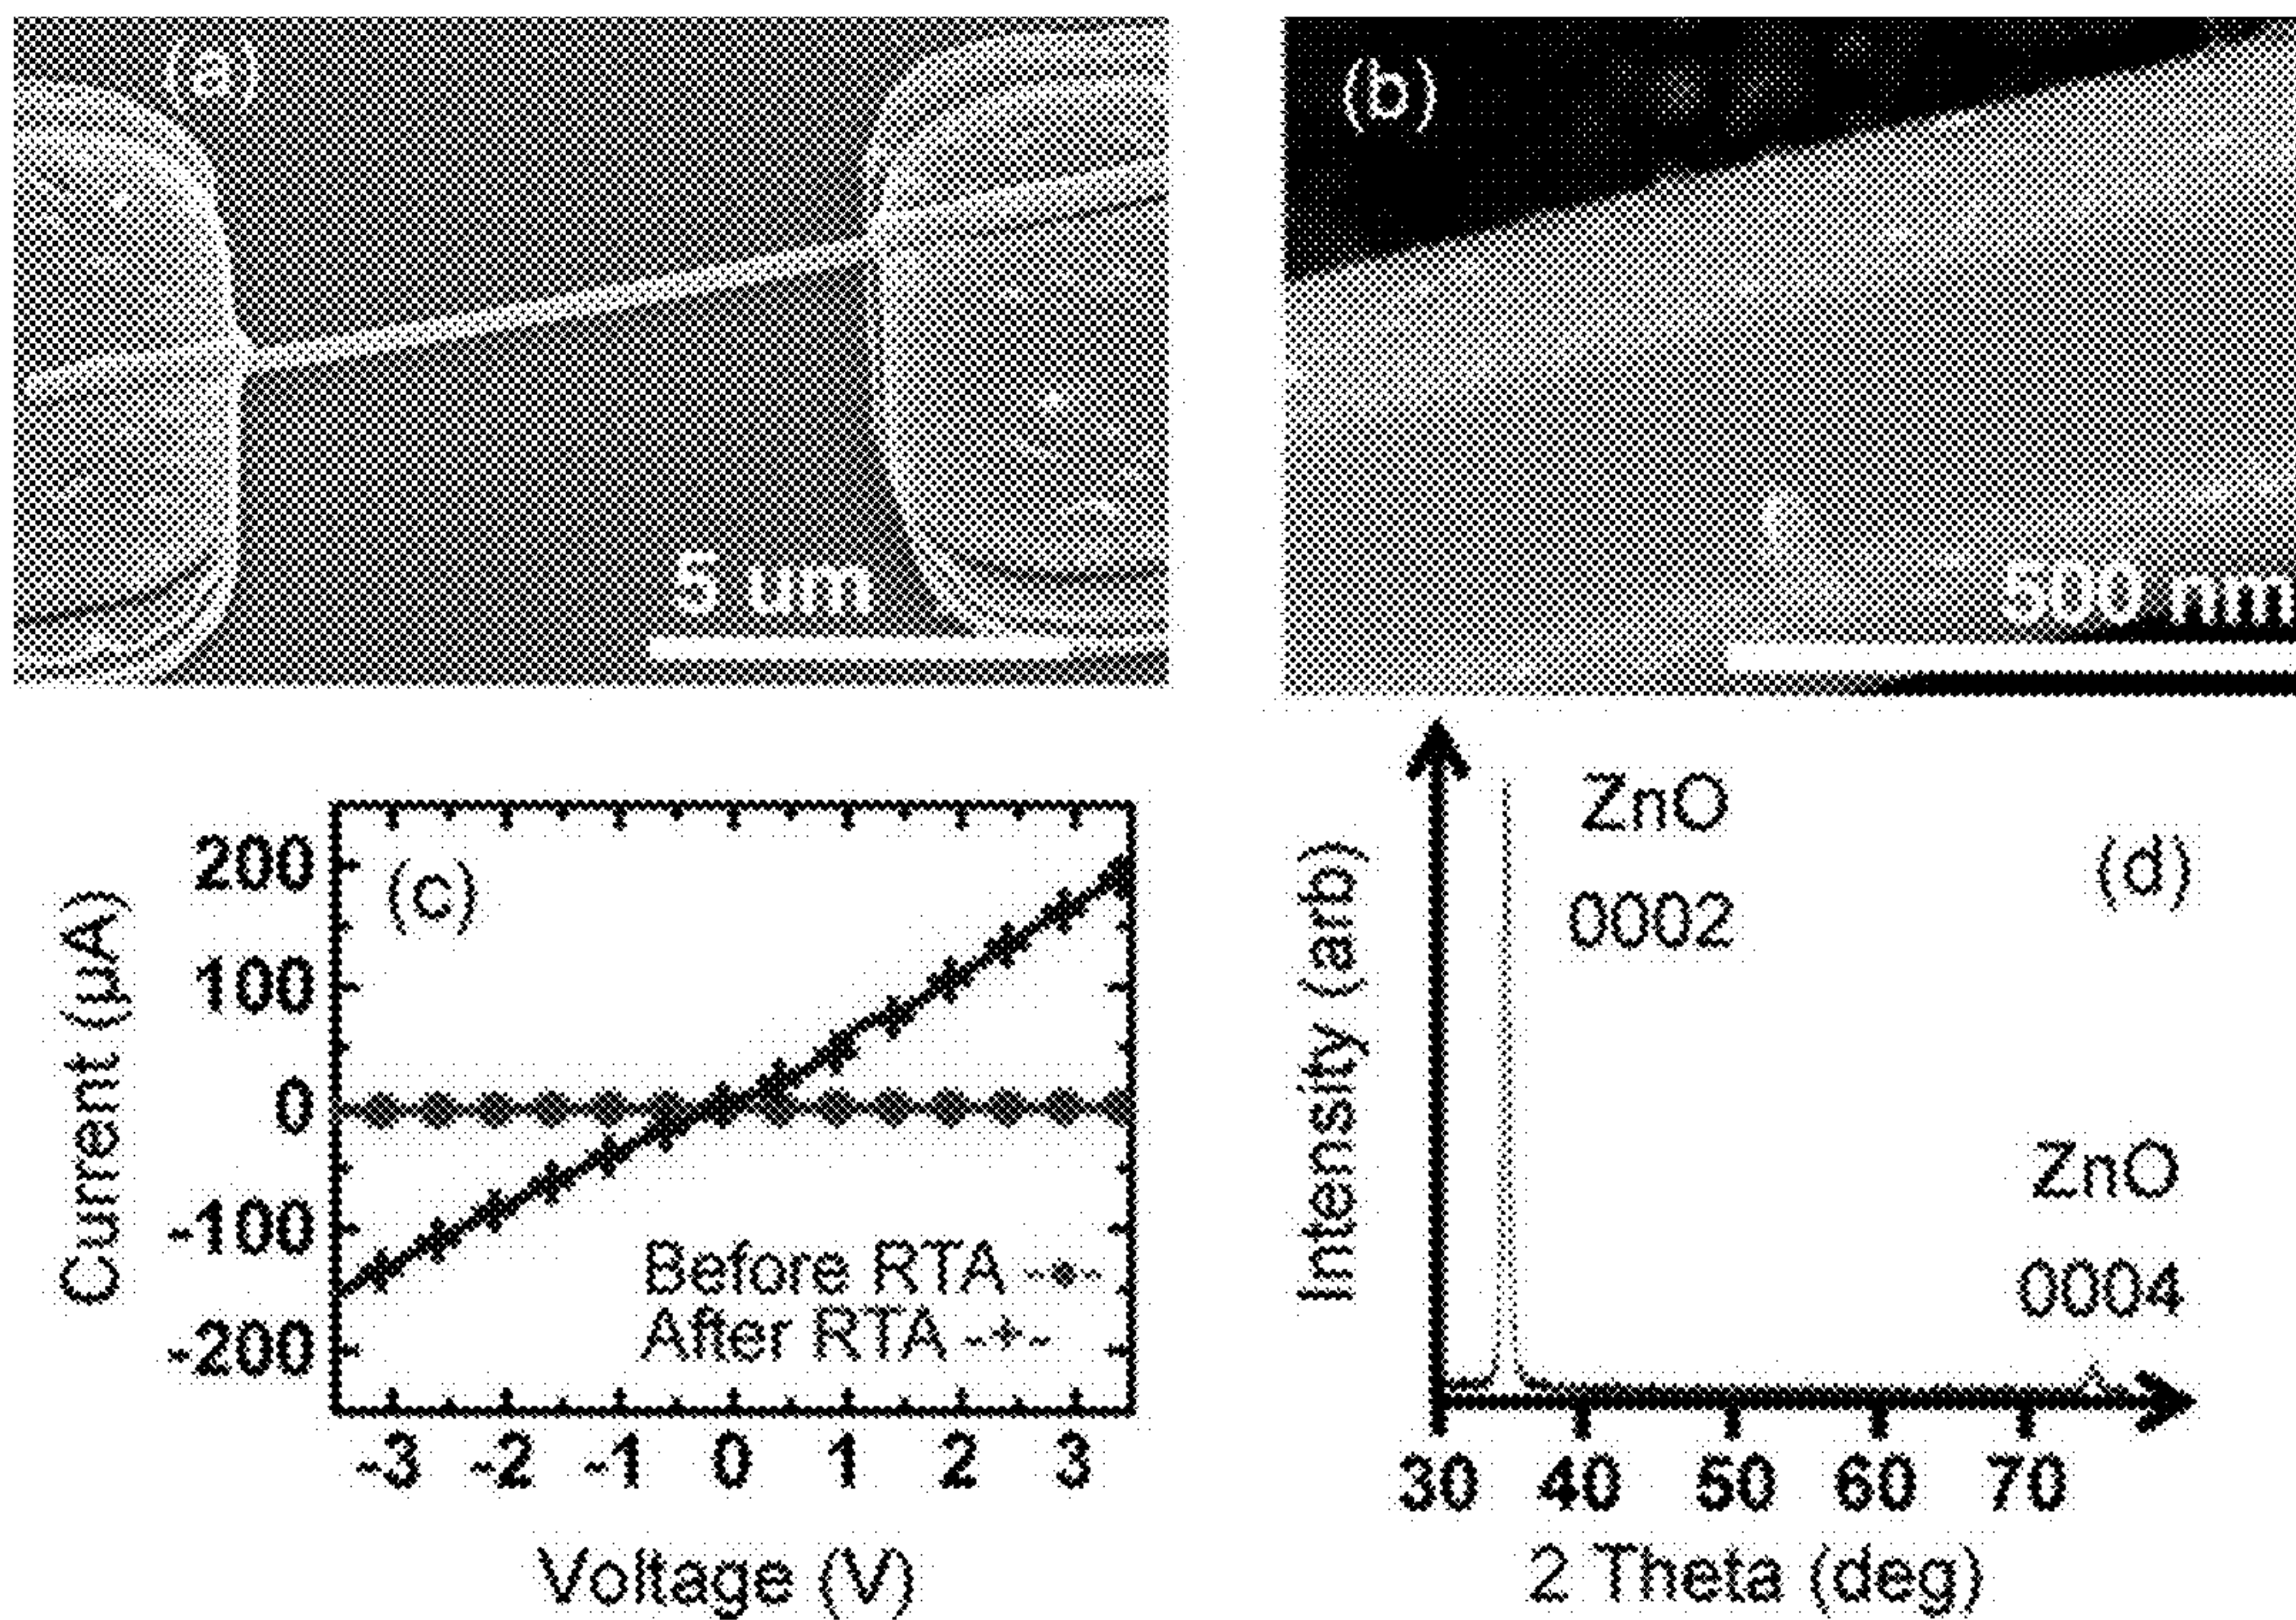 (a)
5 um
(b)
500 nm
(c)
Current (µA)
200
100
0
-100
-200
Before RTA
After RTA
-3 -2 -1 0 1 2 3
Voltage (V)
(d)
Intensity (arb)
ZnO
0002
ZnO
0004
30 40 50 60 70
2 Theta (deg)